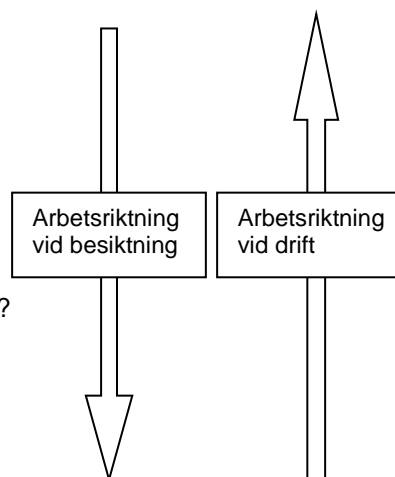 Arbetsriktning
vid besiktning
Arbetsriktning
vid drift
?